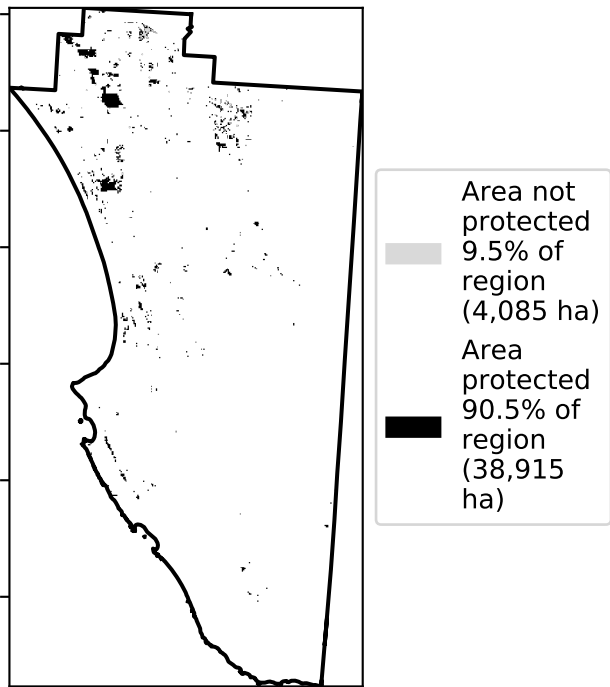 Area not
protected
9.5% of
region
(4,085 ha)
Area
protected
90.5% of
region
(38,915
ha)